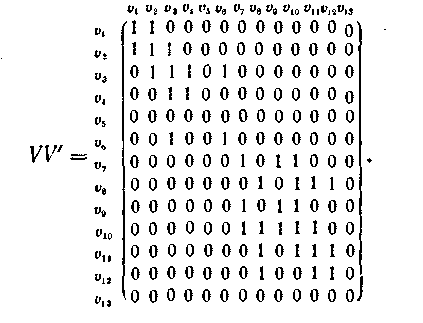 v₁ v₂ v₃ v₄ v₅ v₆ v₇ v₈ v₉ v₁₀ v₁₁ v₁₂ v₁₃
v₁ 1 1 0 0 0 0 0 0 0 0 0 0 0
v₂ 1 1 1 0 0 0 0 0 0 0 0 0 0
v₃ 0 1 1 1 0 1 0 0 0 0 0 0 0
v₄ 0 0 1 1 0 0 0 0 0 0 0 0 0
v₅ 0 0 0 0 0 0 0 0 0 0 0 0 0
v₆ 0 0 1 0 0 1 0 0 0 0 0 0 0
VV′ = v₇ 0 0 0 0 0 0 1 0 1 1 0 0 0 .
v₈ 0 0 0 0 0 0 0 1 0 1 1 1 0
v₉ 0 0 0 0 0 0 1 0 1 1 0 0 0
v₁₀ 0 0 0 0 0 0 1 1 1 1 1 0 0
v₁₁ 0 0 0 0 0 0 0 1 0 1 1 1 0
v₁₂ 0 0 0 0 0 0 0 1 0 0 1 1 0
v₁₃ 0 0 0 0 0 0 0 0 0 0 0 0 0